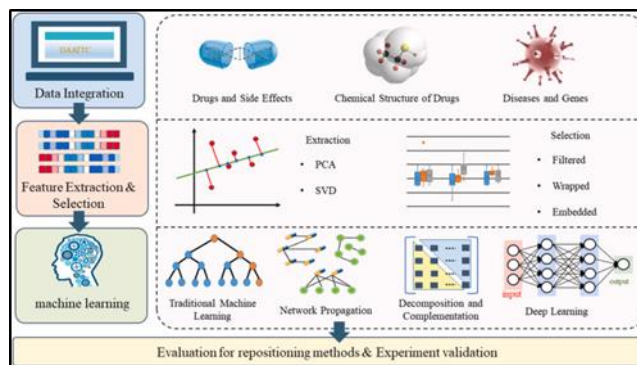 GAATTC
Data Integration
Drugs and Side Effects
Chemical Structure of Drugs
Diseases and Genes
Feature Extraction &
Selection
Extraction
• PCA
• SVD
Selection
• Filtered
• Wrapped
• Embedded
machine learning
Traditional Machine
Learning
Network Propagation
Decomposition and
Complementation
Deep Learning
input
output
Evaluation for repositioning methods & Experiment validation